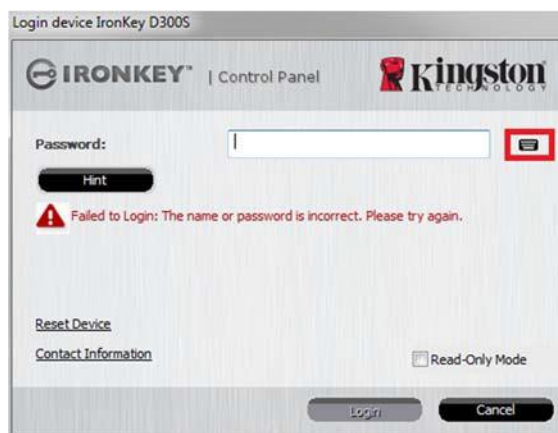 Login device IronKey D300S
IRONKEY™ | Control Panel
Kingston
TECHNOLOGY
Password:
Hint
Failed to Login: The name or password is incorrect. Please try again.
Reset Device
Contact Information
Read-Only Mode
Login
Cancel